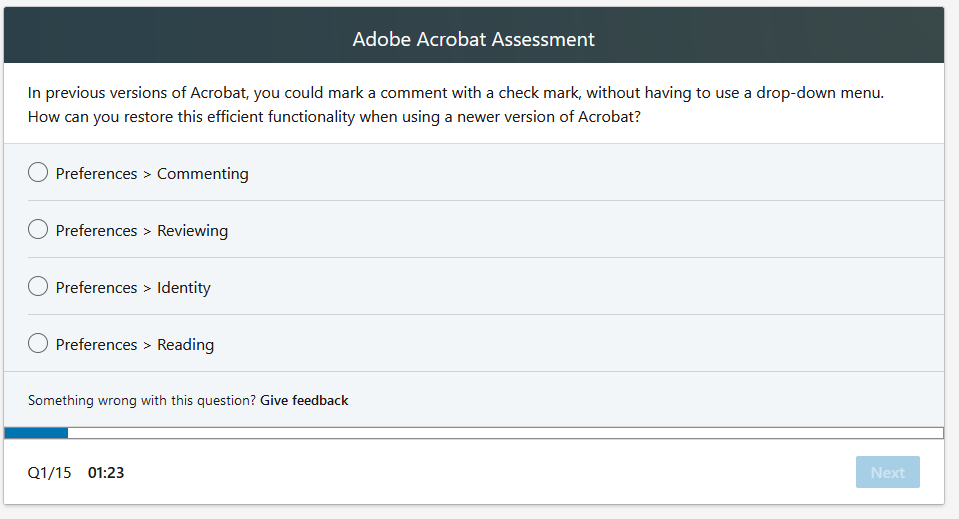 Adobe Acrobat Assessment
In previous versions of Acrobat, you could mark a comment with a check mark, without having to use a drop-down menu.
How can you restore this efficient functionality when using a newer version of Acrobat?
Preferences > Commenting
Preferences > Reviewing
Preferences > Identity
Preferences > Reading
Something wrong with this question? Give feedback
Q1/15 01:23
Next